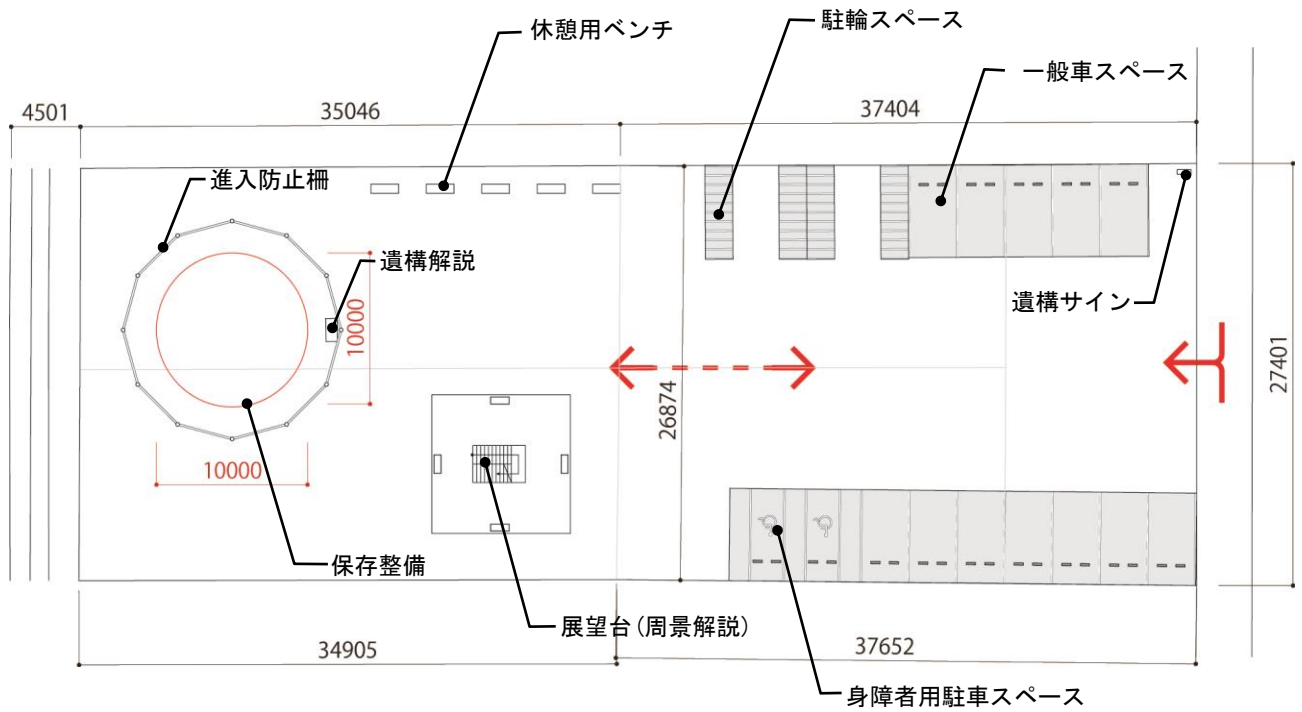 休憩用ベンチ
駐輪スペース
一般車スペース
4501
35046
37404
進入防止柵
遺構解説
10000
遺構サイン
27401
26874
10000
保存整備
展望台(周景解説)
34905
37652
身障者用駐車スペース